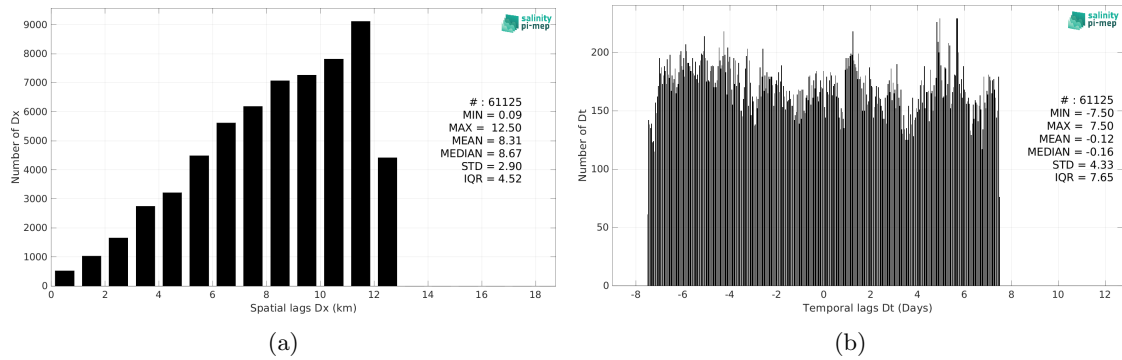 salinity
pi-mep
Number of Dx
9000
8000
7000
6000
5000
4000
3000
2000
1000
0
# : 61125
MIN = 0.09
MAX = 12.50
MEAN = 8.31
MEDIAN = 8.67
STD = 2.90
IQR = 4.52
0 2 4 6 8 10 12 14 16 18
Spatial lags Dx (km)
(a)
salinity
pi-mep
Number of Dt
200
150
100
50
0
# : 61125
MIN = -7.50
MAX = 7.50
MEAN = -0.12
MEDIAN = -0.16
STD = 4.33
IQR = 7.65
-8 -6 -4 -2 0 2 4 6 8 10 12
Temporal lags Dt (Days)
(b)